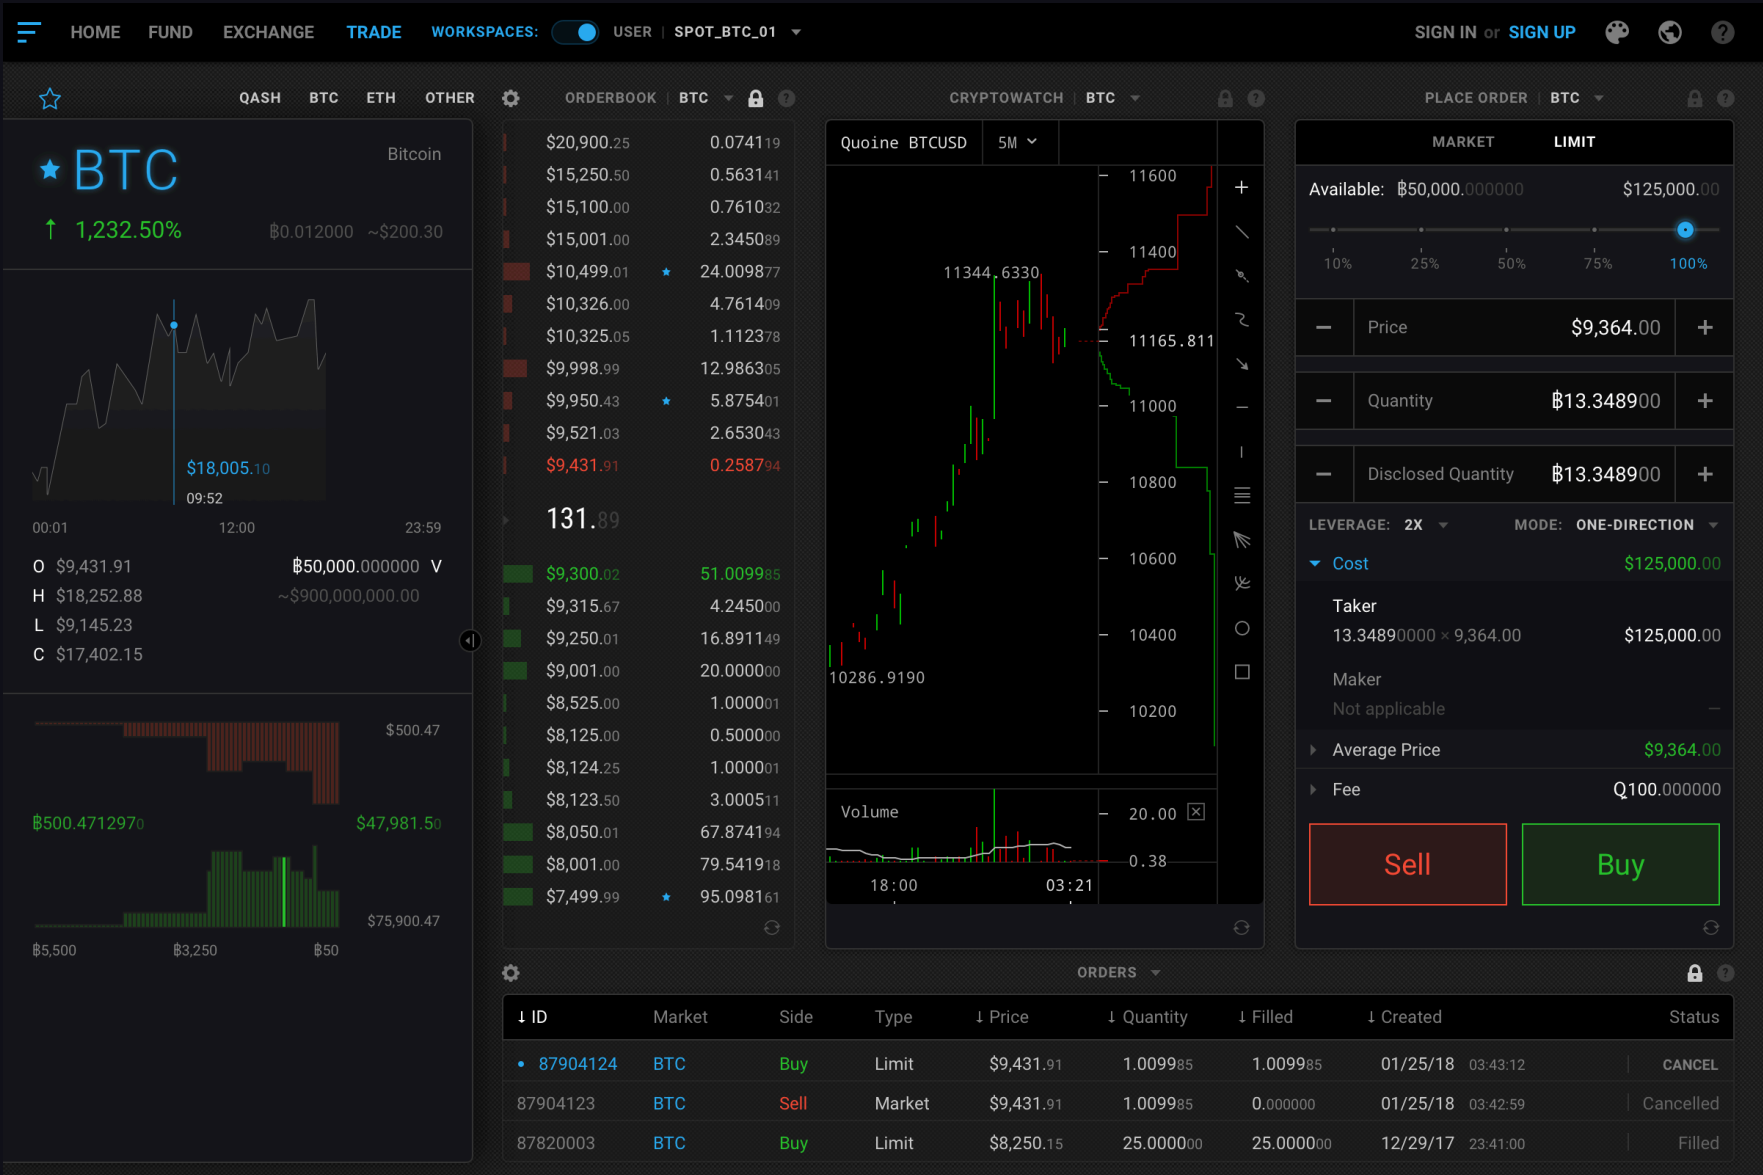 HOME FUND EXCHANGE TRADE WORKSPACES: USER SPOT_BTC_01 SIGN IN or SIGN UP ?
QASH BTC ETH OTHER
BTC Bitcoin
↑ 1,232.50% ฿0.012000 ~$200.30
$18,005.10
09:52
00:01 12:00 23:59
O $9,431.91 ฿50,000.000000 V
H $18,252.88 ~$900,000,000.00
L $9,145.23
C $17,402.15
$500.47
฿500.4712970 $47,981.50
$75,900.47
฿5,500 ฿3,250 ฿50
ORDERBOOK BTC ?
$20,900.25 0.074119
$15,250.50 0.563141
$15,100.00 0.761032
$15,001.00 2.345089
$10,499.01 24.009877
$10,326.00 4.761409
$10,325.05 1.112378
$9,998.99 12.986305
$9,950.43 5.875401
$9,521.03 2.653043
$9,431.91 0.258794
131.89
$9,300.02 51.009985
$9,315.67 4.245000
$9,250.01 16.891149
$9,001.00 20.000000
$8,525.00 1.000001
$8,125.00 0.500000
$8,124.25 1.000001
$8,123.50 3.000511
$8,050.01 67.874194
$8,001.00 79.541918
$7,499.99 95.098161
CRYPTOWATCH BTC ?
Quoine BTCUSD 5M
11600
11400
11344.6330
11165.811
11000
10800
10600
10400
10286.9190
10200
Volume 20.00
0.38
18:00 03:21
PLACE ORDER BTC ?
MARKET LIMIT
Available: ฿50,000.000000 $125,000.00
10% 25% 50% 75% 100%
− Price $9,364.00 +
− Quantity ฿13.348900 +
− Disclosed Quantity ฿13.348900 +
LEVERAGE: 2X MODE: ONE-DIRECTION
Cost $125,000.00
Taker
13.34890000 × 9,364.00 $125,000.00
Maker
Not applicable –
Average Price $9,364.00
Fee Q100.000000
Sell Buy
ORDERS ?
↓ ID Market Side Type ↓ Price ↓ Quantity ↓ Filled ↓ Created Status
• 87904124 BTC Buy Limit $9,431.91 1.009985 1.009985 01/25/18 03:43:12 CANCEL
87904123 BTC Sell Market $9,431.91 1.009985 0.000000 01/25/18 03:42:59 Cancelled
87820003 BTC Buy Limit $8,250.15 25.000000 25.000000 12/29/17 23:41:00 Filled